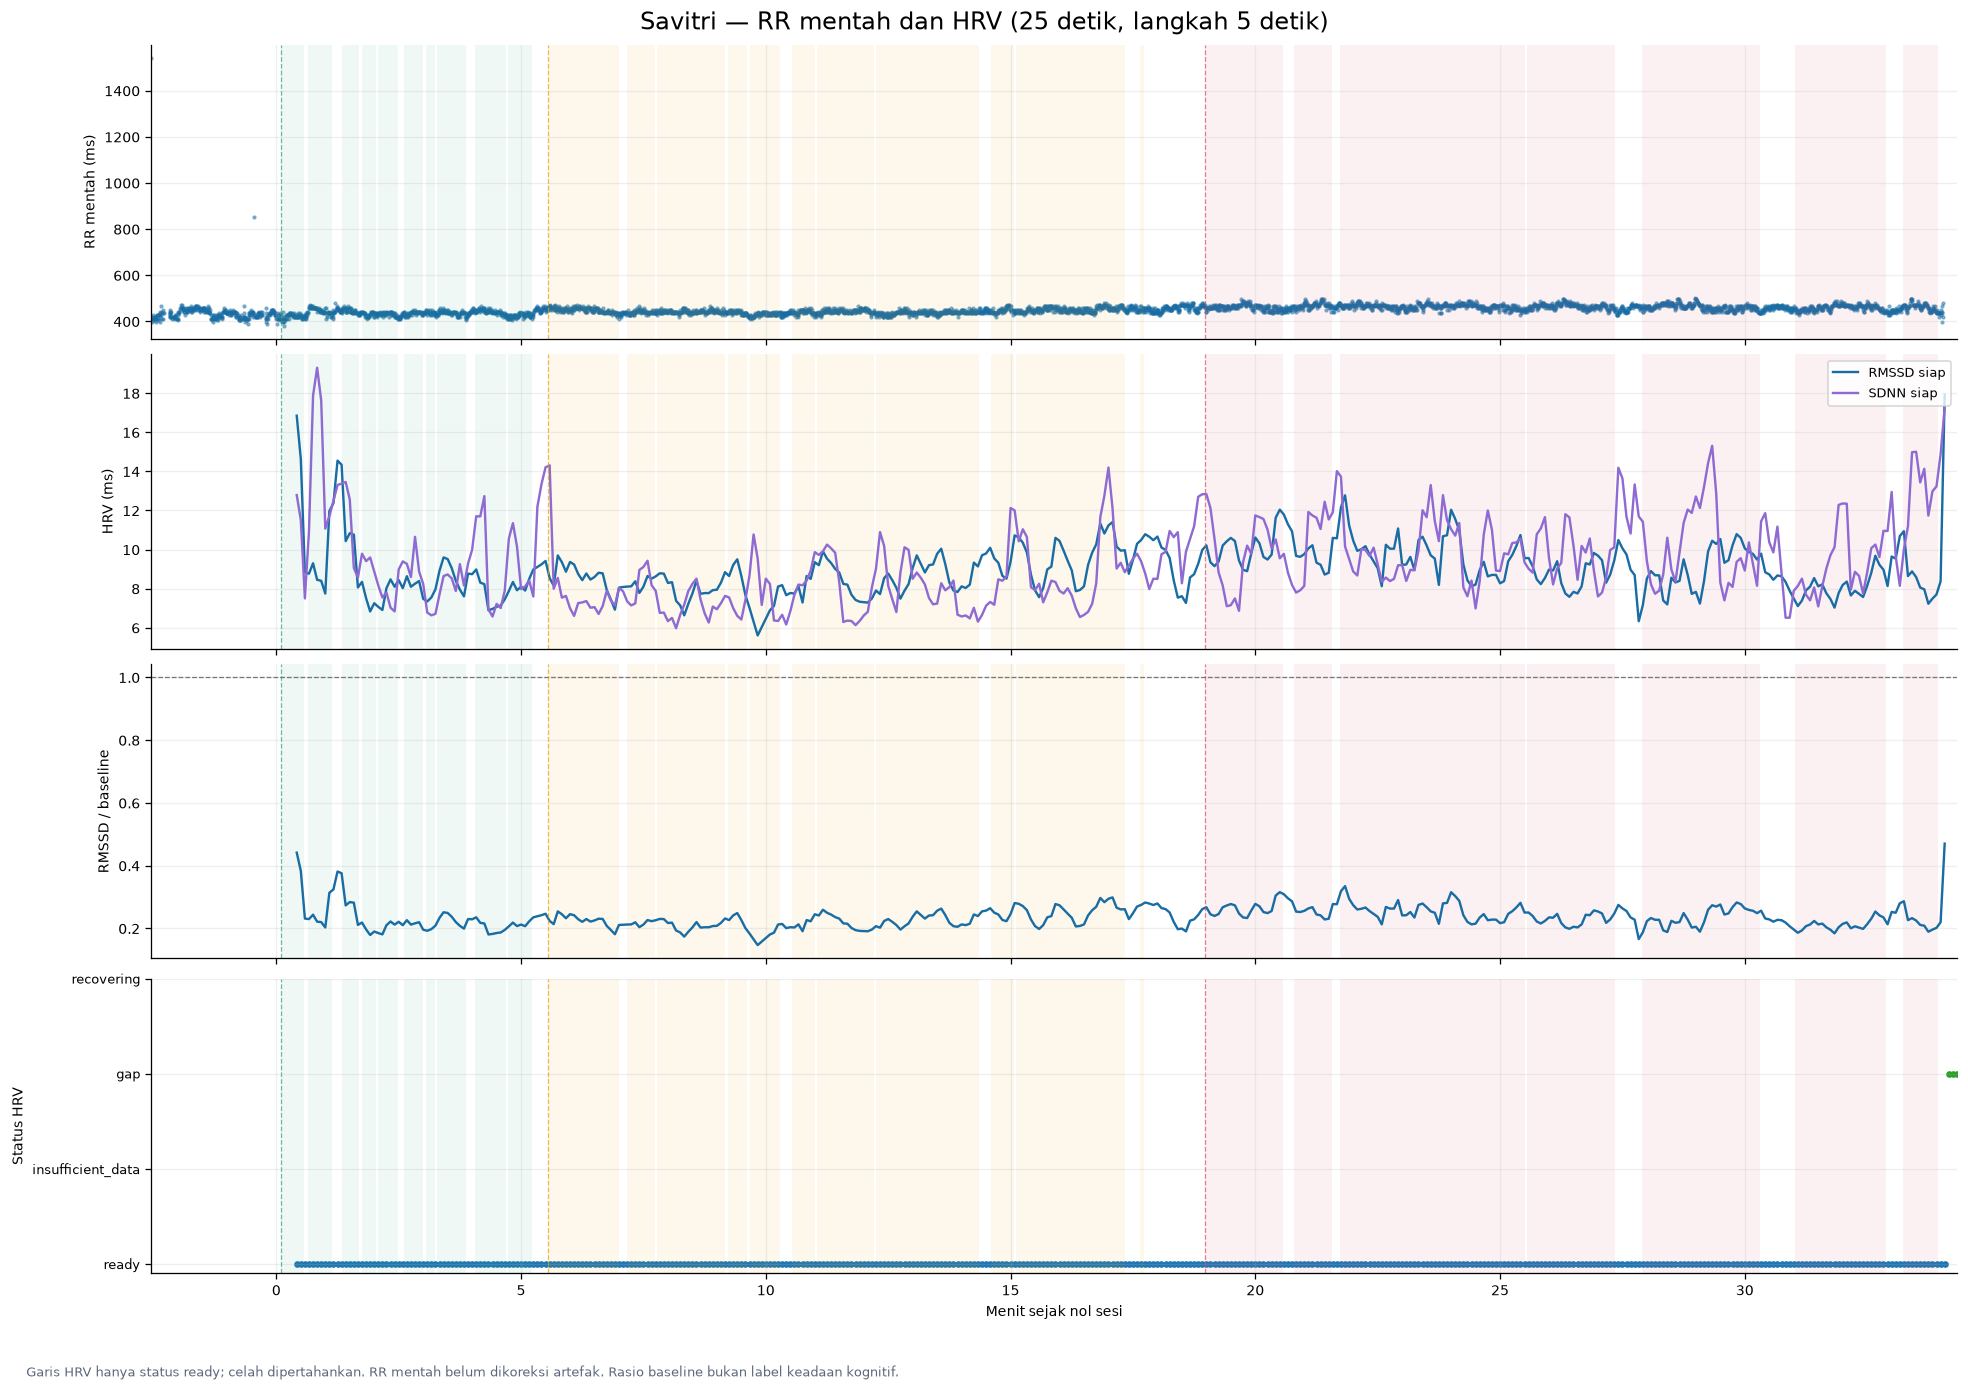 Savitri — RR mentah dan HRV (25 detik, langkah 5 detik)
RR mentah (ms)
1400
1200
1000
800
600
400
HRV (ms)
18
16
14
12
10
8
6
RMSSD siap
SDNN siap
RMSSD / baseline
1.0
0.8
0.6
0.4
0.2
Status HRV
recovering
gap
insufficient_data
ready
0
5
10
15
20
25
30
Menit sejak nol sesi
Garis HRV hanya status ready; celah dipertahankan. RR mentah belum dikoreksi artefak. Rasio baseline bukan label keadaan kognitif.